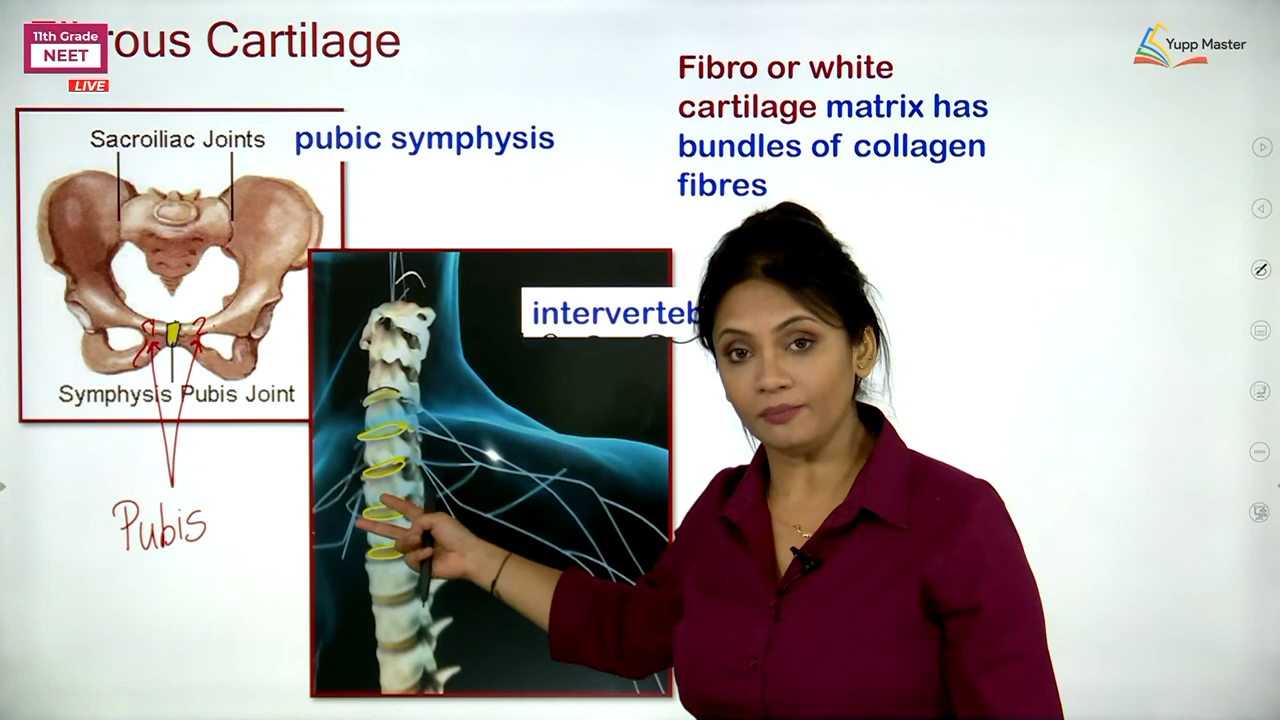 11th Grade
NEET
LIVE
rous Cartilage
Yupp Master
Fibro or white
cartilage matrix has
bundles of collagen
fibres
Sacroiliac Joints
pubic symphysis
interverteb
Symphysis Pubis Joint
Pubis